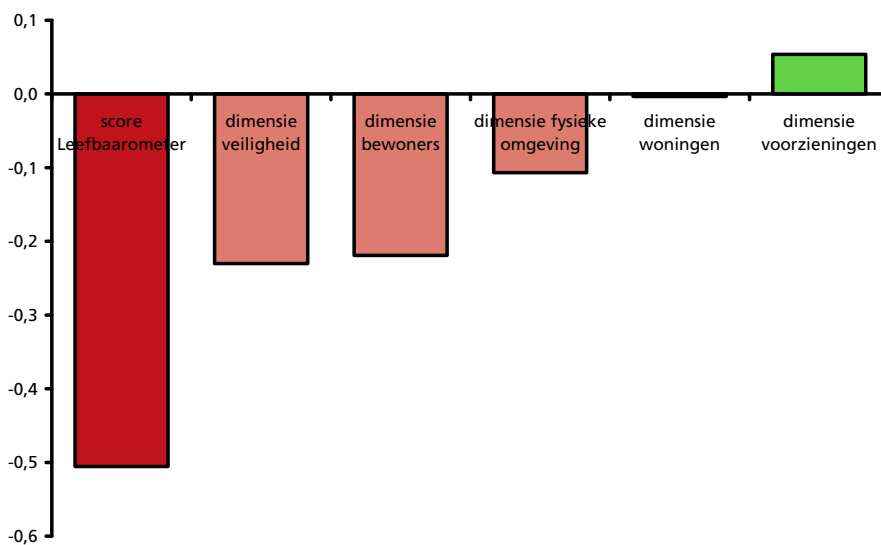 0,1
0,0
-0,1
-0,2
-0,3
-0,4
-0,5
-0,6
score
Leefbaarometer
dimensie
veiligheid
dimensie
bewoners
dimensie fysieke
omgeving
dimensie
woningen
dimensie
voorzieningen